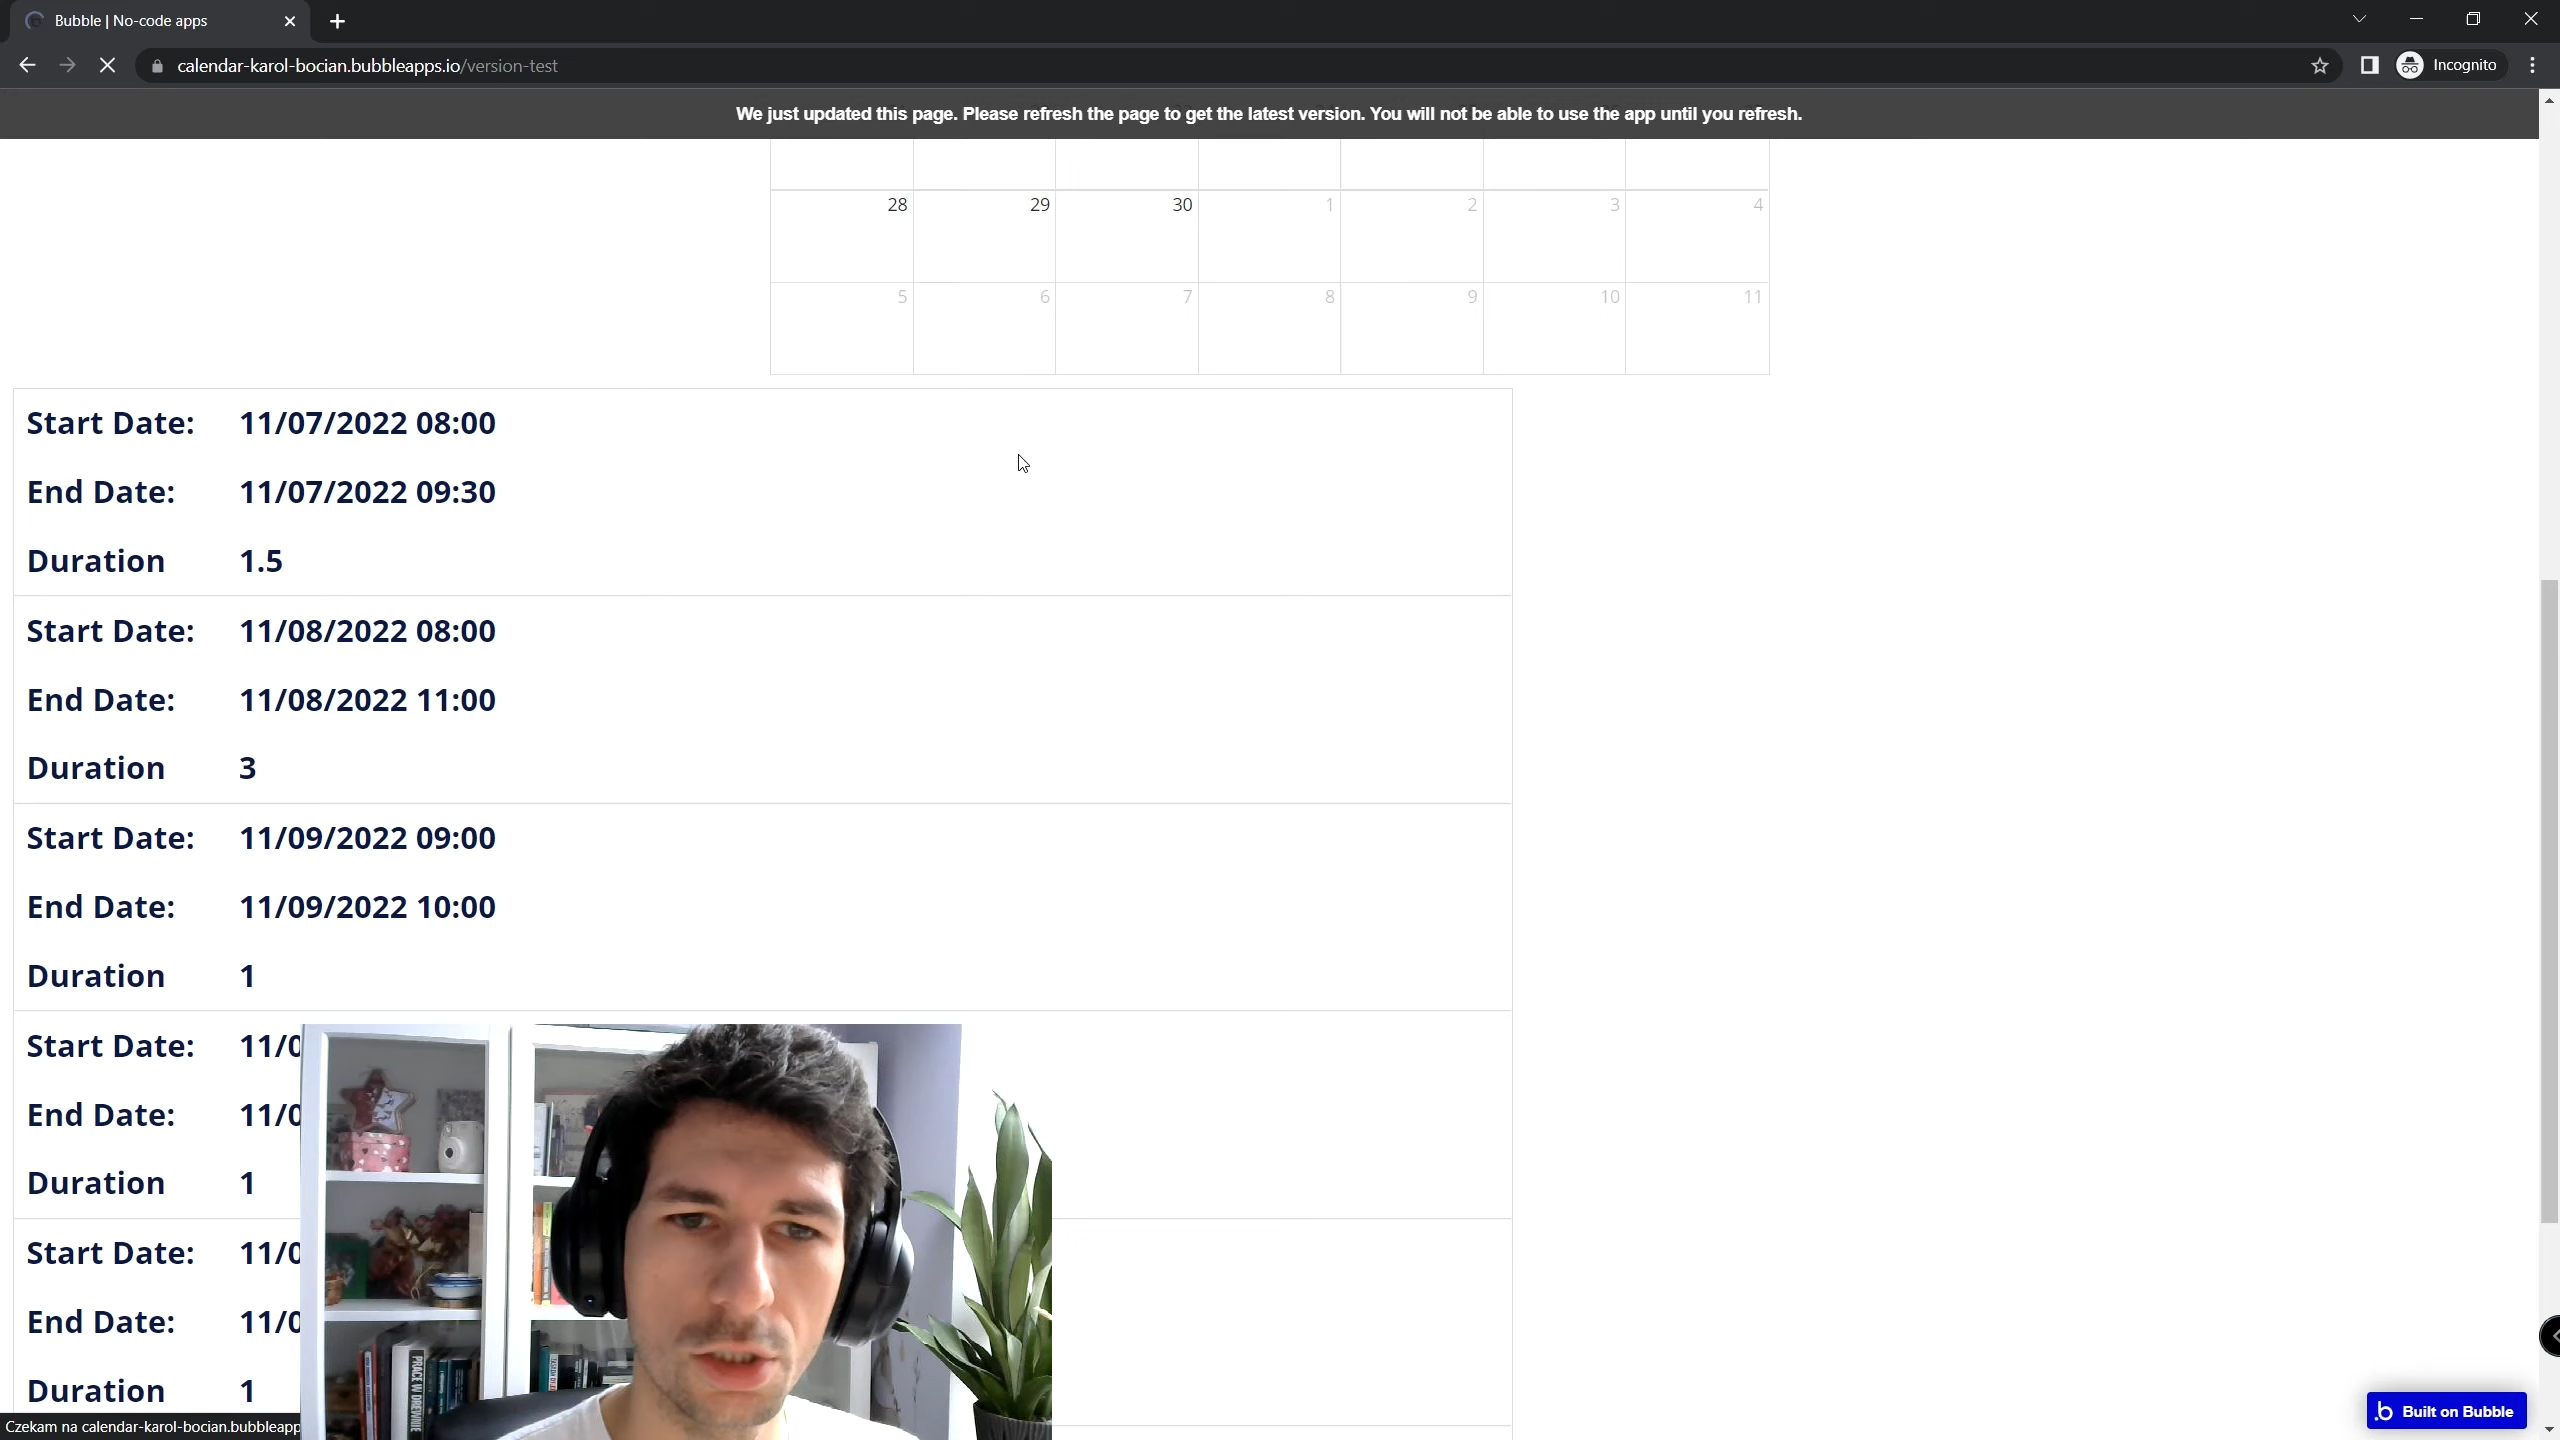 Bubble | No-code apps
calendar-karol-bocian.bubbleapps.io/version-test
Incognito
We just updated this page. Please refresh the page to get the latest version. You will not be able to use the app until you refresh.
28 29 30 1 2 3 4
5 6 7 8 9 10 11
Start Date: 11/07/2022 08:00
End Date: 11/07/2022 09:30
Duration 1.5
Start Date: 11/08/2022 08:00
End Date: 11/08/2022 11:00
Duration 3
Start Date: 11/09/2022 09:00
End Date: 11/09/2022 10:00
Duration 1
Start Date: 11/0
End Date: 11/0
Duration 1
Start Date: 11/0
End Date: 11/0
Duration 1
PRACE W DREWNIE
Czekam na calendar-karol-bocian.bubbleapp
b Built on Bubble